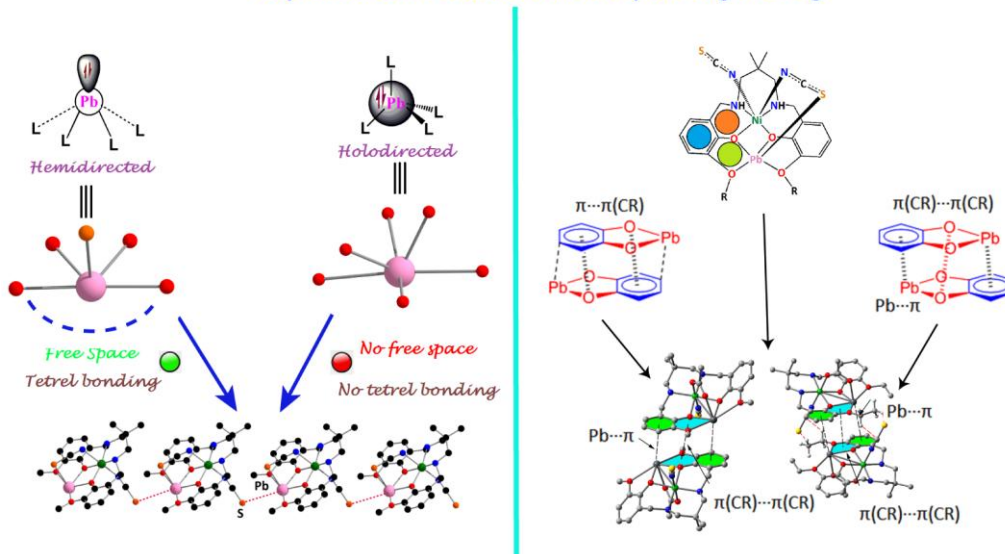 L
Pb
L
L
L
L
Hemidirected
L
Pb
L
L
L
Holodirected
Free Space
Tetrel bonding
No free space
No tetrel bonding
Pb
S
S
C
N
N
C
S
NH
Ni
NH
O
O
Pb
O
O
R
R
π···π(CR)
O
O
Pb
Pb
O
O
π(CR)···π(CR)
O
O
Pb
Pb
O
O
Pb···π
Pb···π
π(CR)···π(CR)
Pb···π
π(CR)···π(CR)